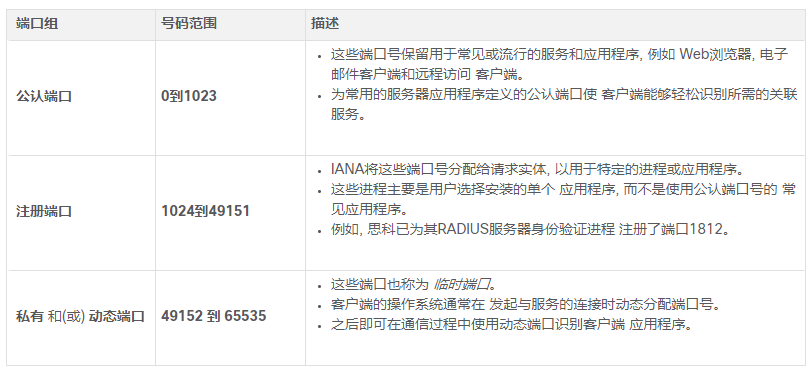 端口组 号码范围 描述
这些端口号保留用于常见或流行的服务和应用程序, 例如 Web浏览器, 电子
邮件客户端和远程访问 客户端。
公认端口 0到1023
为常用的服务器应用程序定义的公认端口使 客户端能够轻松识别所需的关联
服务。
IANA将这些端口号分配给请求实体, 以用于特定的进程或应用程序。
这些进程主要是用户选择安装的单个 应用程序, 而不是使用公认端口号的 常
注册端口 1024到49151
见应用程序。
例如, 思科已为其RADIUS服务器身份验证进程 注册了端口1812。
这些端口也称为 临时端口。
客户端的操作系统通常在 发起与服务的连接时动态分配端口号。
私有 和(或) 动态端口 49152 到 65535
之后即可在通信过程中使用动态端口识别客户端 应用程序。